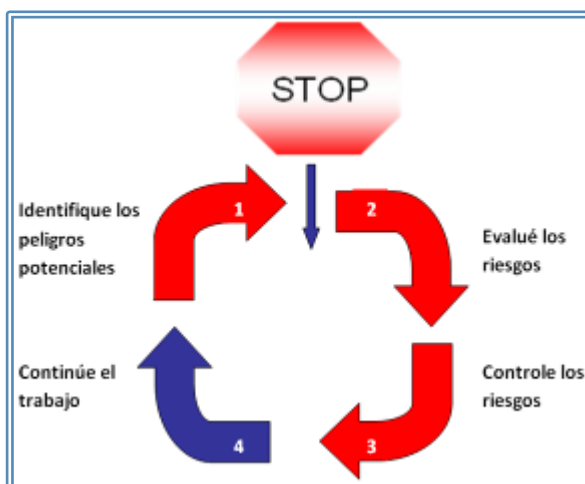 STOP
1
Identifique los
peligros
potenciales
2
Evalué los
riesgos
Controle los
riesgos
3
Continúe el
trabajo
4